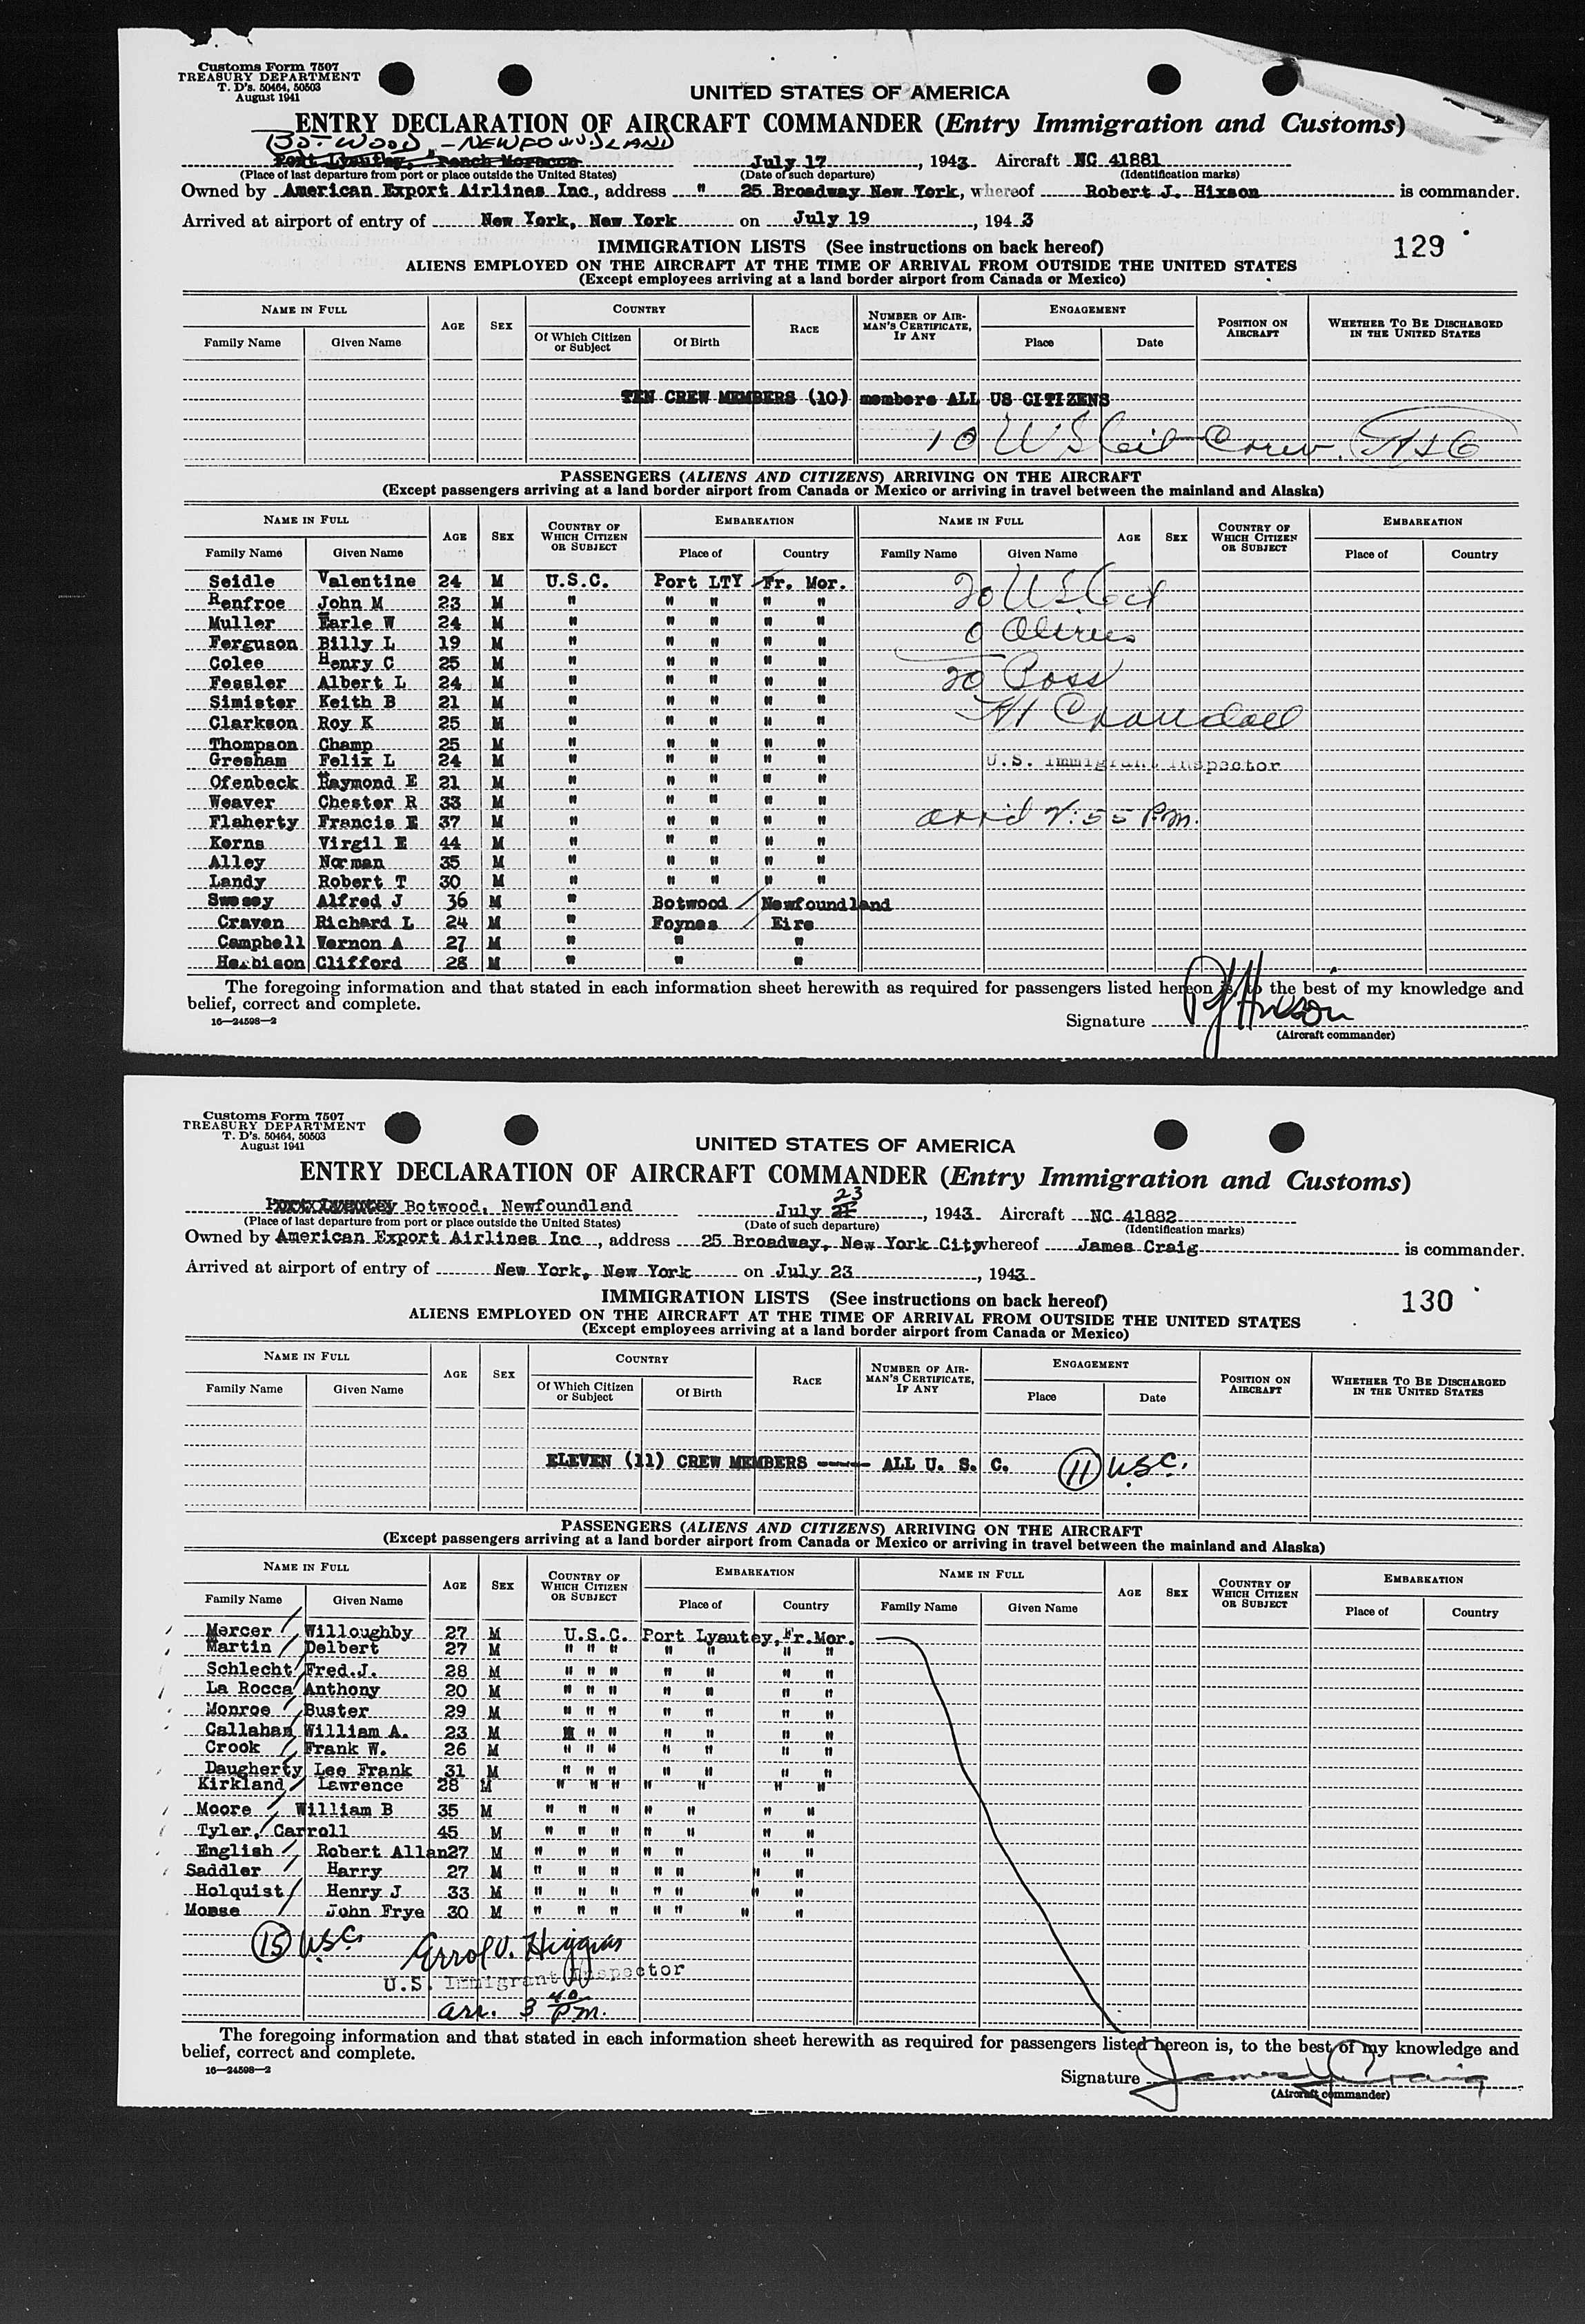 Customs Form 7507
TREASURY DEPARTMENT
T. D's. 50464, 50503
August 1941
UNITED STATES OF AMERICA
ENTRY DECLARATION OF AIRCRAFT COMMANDER (Entry Immigration and Customs)
BOTWOOD - NEWFOUNDLAND
Port Lyautey, French Morocco July 17, 1943 Aircraft NC 41881
(Place of last departure from port or place outside the United States) (Date of such departure) (Identification marks)
Owned by American Export Airlines Inc, address " 25 Broadway New York, whereof Robert J. Hixson is commander.
Arrived at airport of entry of New York, New York on July 19, 1943
IMMIGRATION LISTS (See instructions on back hereof) 129
ALIENS EMPLOYED ON THE AIRCRAFT AT THE TIME OF ARRIVAL FROM OUTSIDE THE UNITED STATES
(Except employees arriving at a land border airport from Canada or Mexico)
NAME IN FULL AGE SEX COUNTRY RACE NUMBER OF AIRMAN'S CERTIFICATE, IF ANY ENGAGEMENT POSITION ON AIRCRAFT WHETHER TO BE DISCHARGED IN THE UNITED STATES
Family Name Given Name Of Which Citizen or Subject Of Birth Place Date
TEN CREW MEMBERS (10) members ALL US CITIZENS
10 US Cit Crew.
PASSENGERS (ALIENS AND CITIZENS) ARRIVING ON THE AIRCRAFT
(Except passengers arriving at a land border airport from Canada or Mexico or arriving in travel between the mainland and Alaska)
NAME IN FULL AGE SEX COUNTRY OF WHICH CITIZEN OR SUBJECT EMBARKATION NAME IN FULL AGE SEX COUNTRY OF WHICH CITIZEN OR SUBJECT EMBARKATION
Family Name Given Name Place of Country Family Name Given Name Place of Country
Seidle Valentine 24 M U.S.C. Port LTY Fr. Mor. 20 US Cit
Renfroe John M 23 M " " " " "
Muller Earle W 24 M " " " " " 0 Aliens
Ferguson Billy L 19 M " " " " "
Colee Henry C 25 M " " " " "
Fessler Albert L 24 M " " " " " 20 Pass
Simister Keith B 21 M " " " " "
Clarkson Roy K 25 M " " " " " H Crandall
Thompson Champ 25 M " " " " "
Gresham Felix L 24 M " " " " " U.S. Immigrant Inspector
Ofenbeck Raymond E 21 M " " " " "
Weaver Chester R 33 M " " " " "
Flaherty Francis E 37 M " " " " " arr'd 2:55 P.m.
Kerns Virgil E 44 M " " " " "
Alley Norman 35 M " " " " "
Landy Robert T 30 M " " " " "
Swasey Alfred J 36 M " Botwood / Newfoundland
Craven Richard L 24 M " Foynes / Eire
Campbell Vernon A 27 M " " "
Herbison Clifford 28 M " " "
The foregoing information and that stated in each information sheet herewith as required for passengers listed hereon is, to the best of my knowledge and
belief, correct and complete.
16—24598—2 Signature RJ Hixson
(Aircraft commander)
Customs Form 7507
TREASURY DEPARTMENT
T. D's. 50464, 50503
August 1941
UNITED STATES OF AMERICA
ENTRY DECLARATION OF AIRCRAFT COMMANDER (Entry Immigration and Customs)
23
Port Lyautey Botwood, Newfoundland July, 1943 Aircraft NC 41882
(Place of last departure from port or place outside the United States) (Date of such departure) (Identification marks)
Owned by American Export Airlines Inc, address 25 Broadway, New York City whereof James Craig is commander.
Arrived at airport of entry of New York, New York on July 23, 1943
IMMIGRATION LISTS (See instructions on back hereof) 130
ALIENS EMPLOYED ON THE AIRCRAFT AT THE TIME OF ARRIVAL FROM OUTSIDE THE UNITED STATES
(Except employees arriving at a land border airport from Canada or Mexico)
NAME IN FULL AGE SEX COUNTRY RACE NUMBER OF AIRMAN'S CERTIFICATE, IF ANY ENGAGEMENT POSITION ON AIRCRAFT WHETHER TO BE DISCHARGED IN THE UNITED STATES
Family Name Given Name Of Which Citizen or Subject Of Birth Place Date
ELEVEN (11) CREW MEMBERS ----- ALL U. S. C. 11 USC.
PASSENGERS (ALIENS AND CITIZENS) ARRIVING ON THE AIRCRAFT
(Except passengers arriving at a land border airport from Canada or Mexico or arriving in travel between the mainland and Alaska)
NAME IN FULL AGE SEX COUNTRY OF WHICH CITIZEN OR SUBJECT EMBARKATION NAME IN FULL AGE SEX COUNTRY OF WHICH CITIZEN OR SUBJECT EMBARKATION
Family Name Given Name Place of Country Family Name Given Name Place of Country
Mercer Willoughby 27 M U.S.C. Port Lyautey, Fr.Mor.
Martin Delbert 27 M " " " " " " "
Schlecht Fred.J. 28 M " " " " " " "
La Rocca Anthony 20 M " " " " " " "
Monroe Buster 29 M " " " " " " "
Callahan William A. 23 M " " " " " "
Crook Frank W. 26 M " " " " " " "
Daugherty Lee Frank 31 M " " " " " " "
Kirkland Lawrence 28 M " " " " " " "
Moore William B 35 M " " " " " " "
Tyler, Carroll 45 M " " " " " " "
English Robert Allan 27 M " " " " " " "
Saddler Harry 27 M " " " " " " "
Holquist Henry J 33 M " " " " " " "
Morse John Frye 30 M " " " " " " "
15 USC. Errol V. Higgins
U.S. Immigrant Inspector
arr. 3 40 P.m.
The foregoing information and that stated in each information sheet herewith as required for passengers listed hereon is, to the best of my knowledge and
belief, correct and complete.
16—24598—2 Signature James Craig
(Aircraft commander)